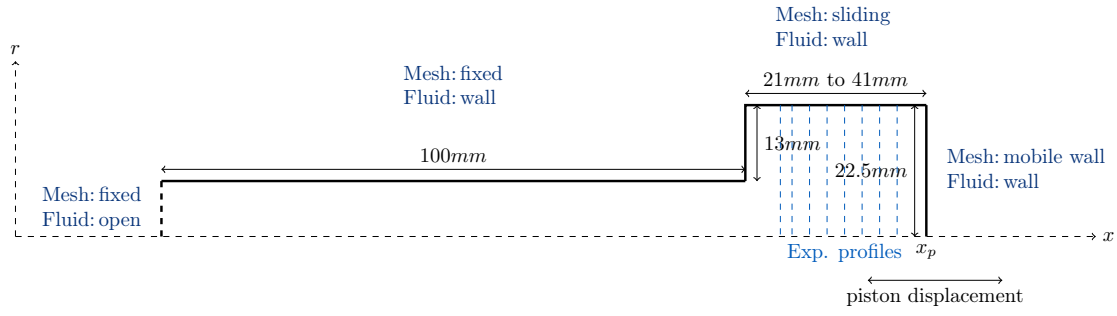 Mesh: sliding
Fluid: wall
r
Mesh: fixed
Fluid: wall
21mm to 41mm
13mm
100mm
22.5mm
Mesh: mobile wall
Fluid: wall
Mesh: fixed
Fluid: open
x
Exp. profiles
x_p
piston displacement